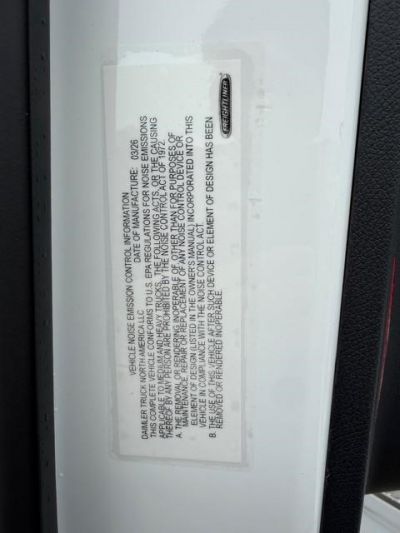 VEHICLE NOISE EMISSION CONTROL INFORMATION
DAIMLER TRUCK NORTH AMERICA LLC DATE OF MANUFACTURE: 03/26
THIS COMPLETE VEHICLE CONFORMS TO U.S. EPA REGULATIONS FOR NOISE EMISSIONS
APPLICABLE TO MEDIUM AND HEAVY TRUCKS. THE FOLLOWING ACTS, OR THE CAUSING
THEREOF BY ANY PERSON ARE PROHIBITED BY THE NOISE CONTROL ACT OF 1972.
A. THE REMOVAL OR RENDERING INOPERABLE OF (OTHER THAN FOR PURPOSES OF
MAINTENANCE, REPAIR OR REPLACEMENT OF ANY NOISE CONTROL DEVICE OR
ELEMENT OF DESIGN (LISTED IN THE OWNER'S MANUAL) INCORPORATED INTO THIS
VEHICLE IN COMPLIANCE WITH THE NOISE CONTROL ACT
B. THE USE OF THIS VEHICLE AFTER SUCH DEVICE OR ELEMENT OF DESIGN HAS BEEN
REMOVED OR RENDERED INOPERABLE.
FREIGHTLINER